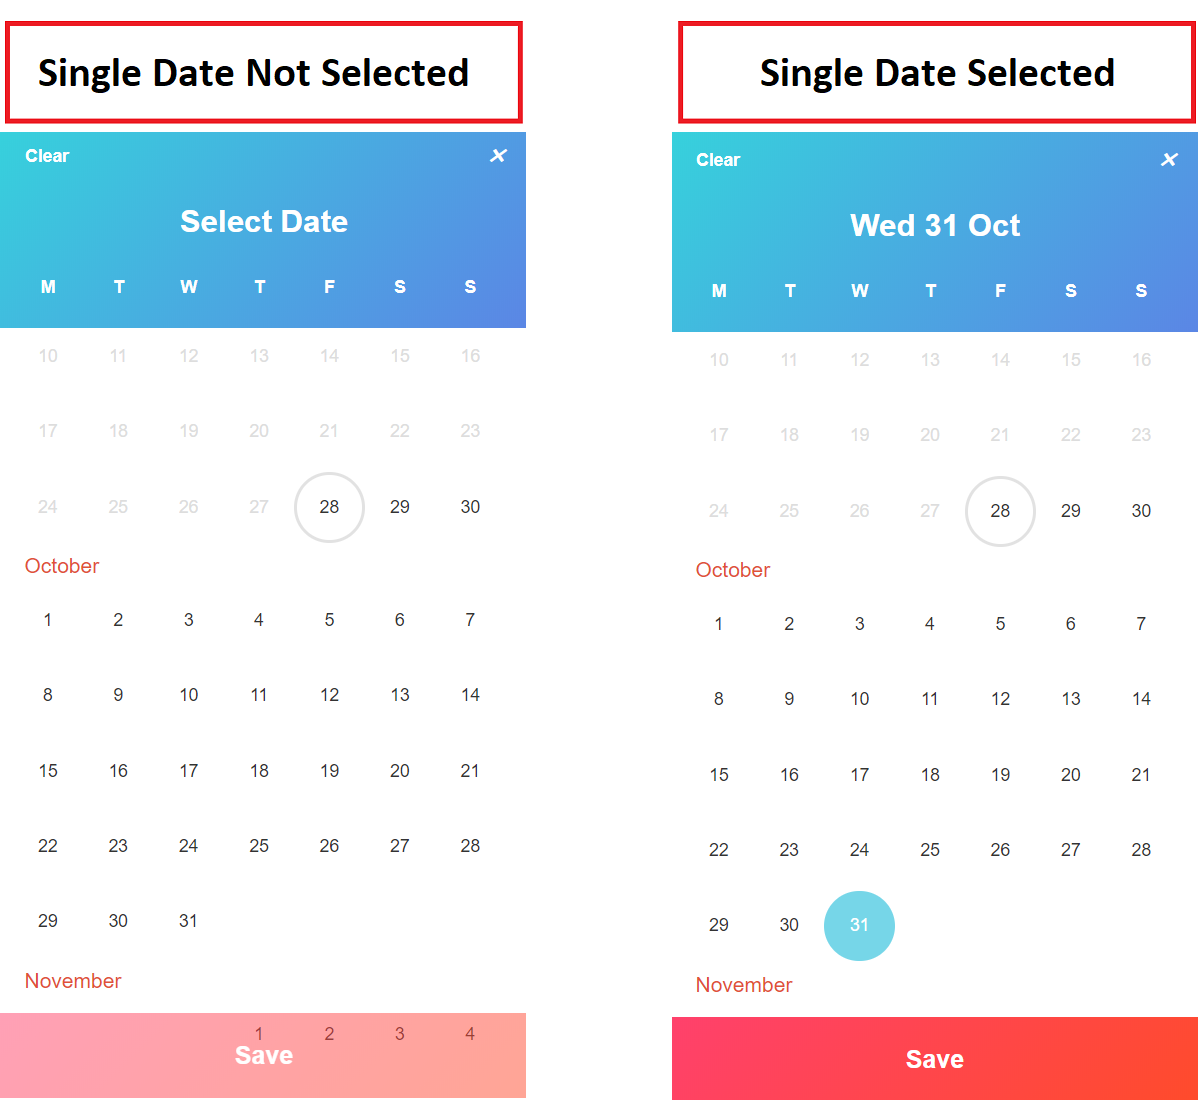 Single Date Not Selected
Clear ✕
Select Date
M T W T F S S
10 11 12 13 14 15 16
17 18 19 20 21 22 23
24 25 26 27 28 29 30
October
1 2 3 4 5 6 7
8 9 10 11 12 13 14
15 16 17 18 19 20 21
22 23 24 25 26 27 28
29 30 31
November
1 2 3 4
Save
Single Date Selected
Clear ✕
Wed 31 Oct
M T W T F S S
10 11 12 13 14 15 16
17 18 19 20 21 22 23
24 25 26 27 28 29 30
October
1 2 3 4 5 6 7
8 9 10 11 12 13 14
15 16 17 18 19 20 21
22 23 24 25 26 27 28
29 30 31
November
Save